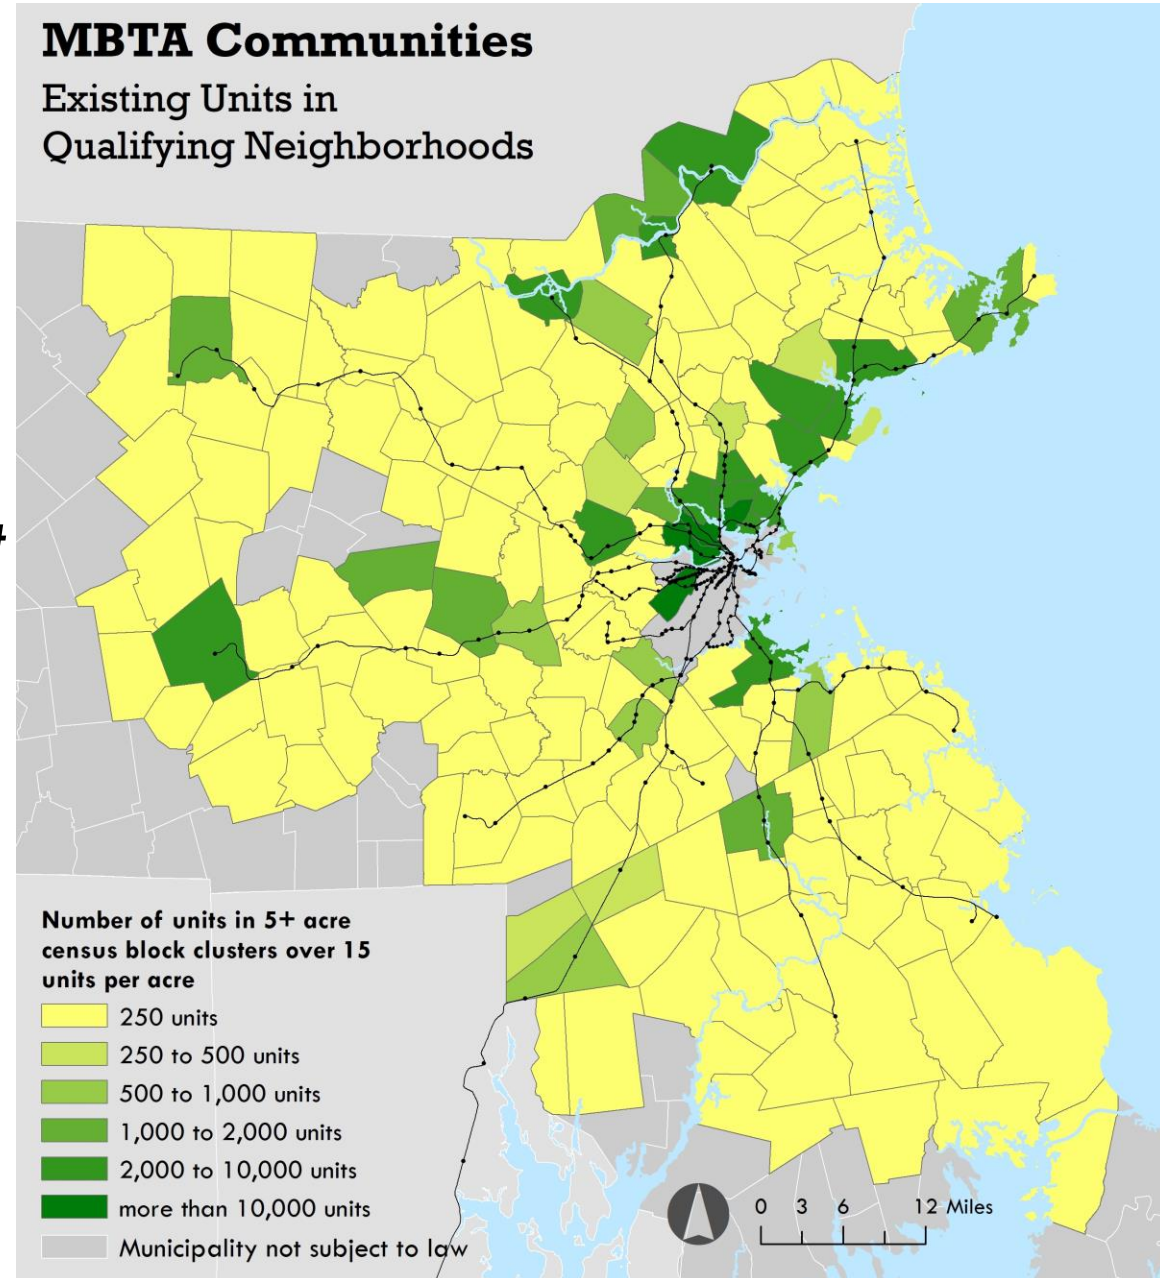 MBTA Communities
Existing Units in
Qualifying Neighborhoods
4
Number of units in 5+ acre
census block clusters over 15
units per acre
250 units
250 to 500 units
500 to 1,000 units
1,000 to 2,000 units
2,000 to 10,000 units
more than 10,000 units
Municipality not subject to law
0 3 6 12 Miles